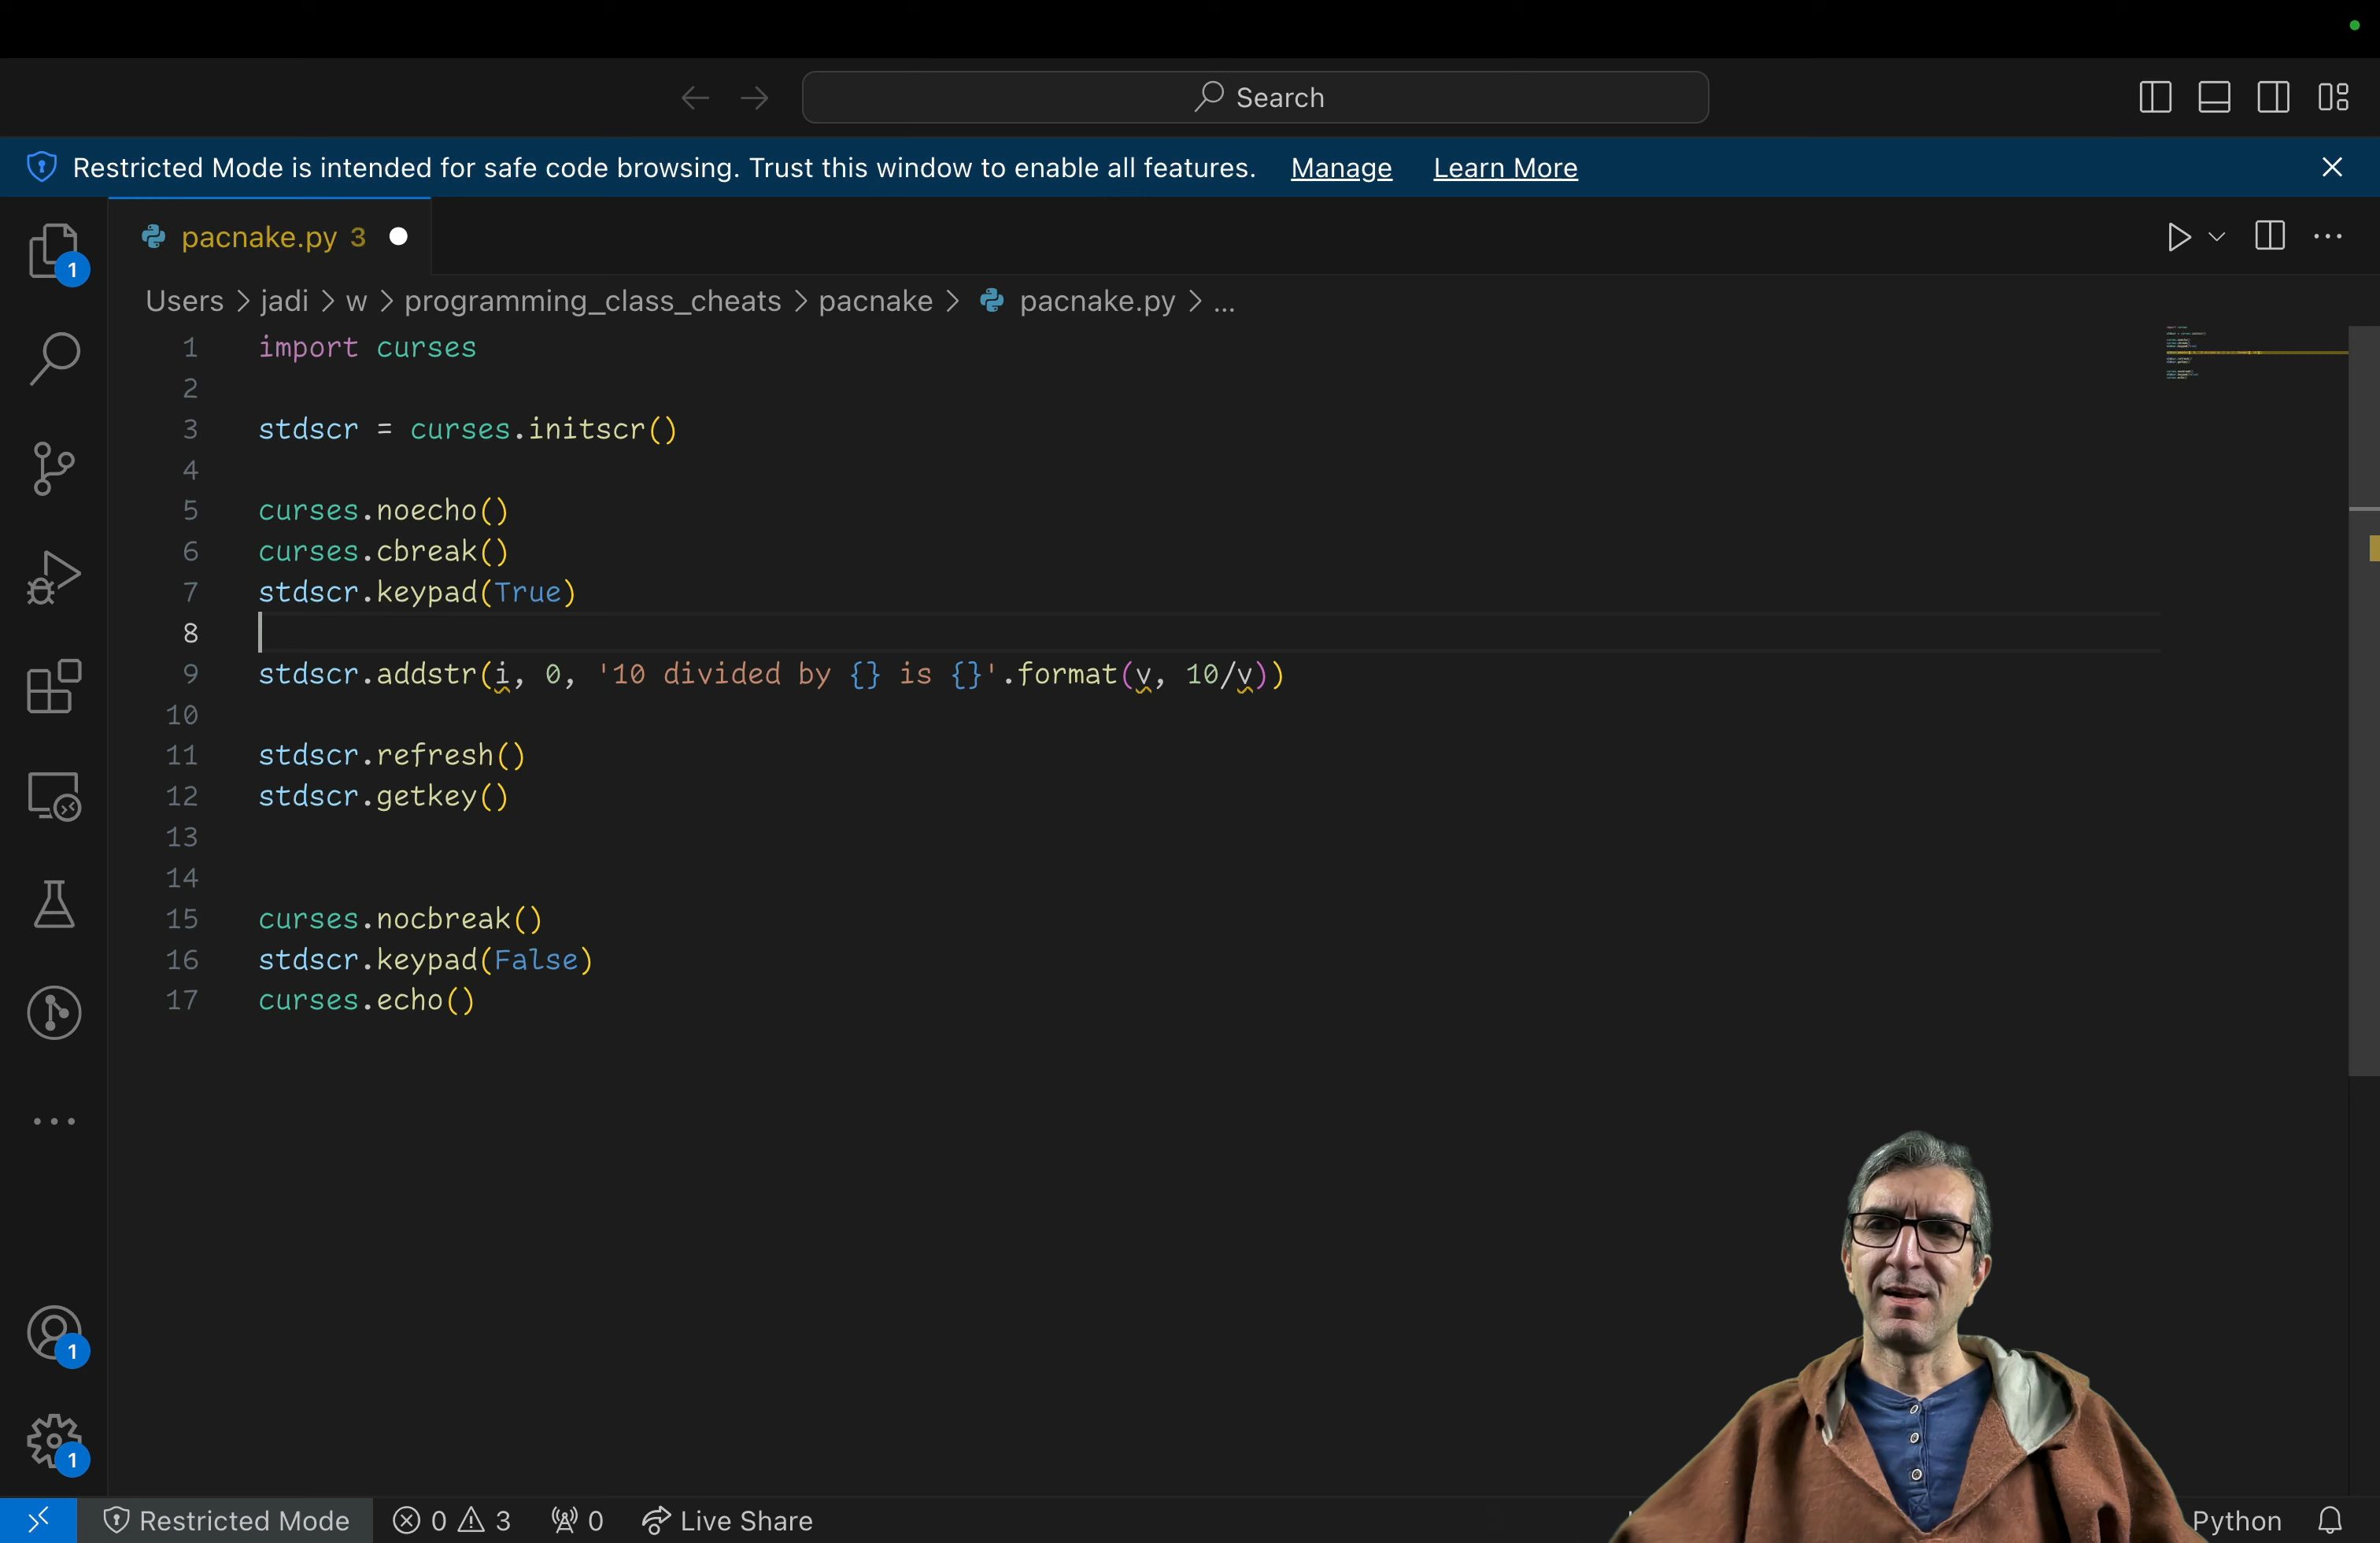 Search
Restricted Mode is intended for safe code browsing. Trust this window to enable all features. Manage Learn More
pacnake.py 3
Users > jadi > w > programming_class_cheats > pacnake > pacnake.py > ...
1 import curses
2
3 stdscr = curses.initscr()
4
5 curses.noecho()
6 curses.cbreak()
7 stdscr.keypad(True)
8
9 stdscr.addstr(i, 0, '10 divided by {} is {}'.format(v, 10/v))
10
11 stdscr.refresh()
12 stdscr.getkey()
13
14
15 curses.nocbreak()
16 stdscr.keypad(False)
17 curses.echo()
1
1
1
Restricted Mode 0 3 0 Live Share Python